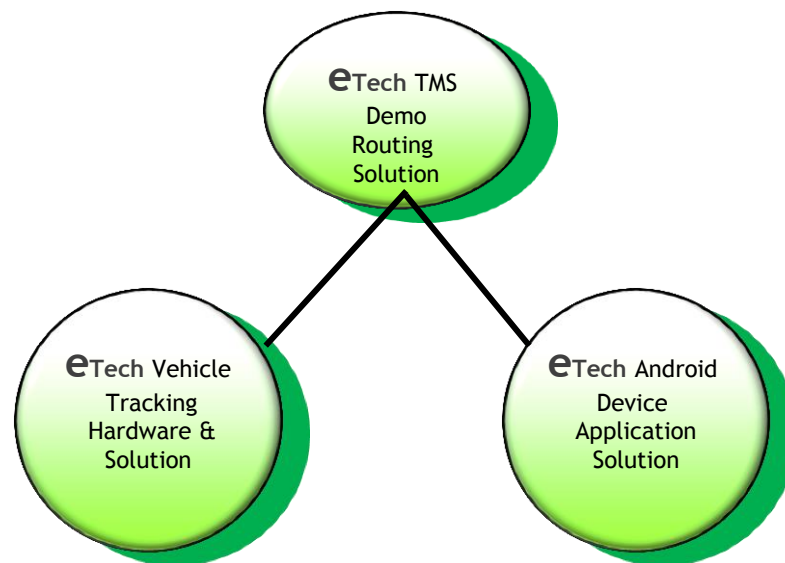 eTech TMS
Demo
Routing
Solution
eTech Vehicle
Tracking
Hardware &
Solution
eTech Android
Device
Application
Solution